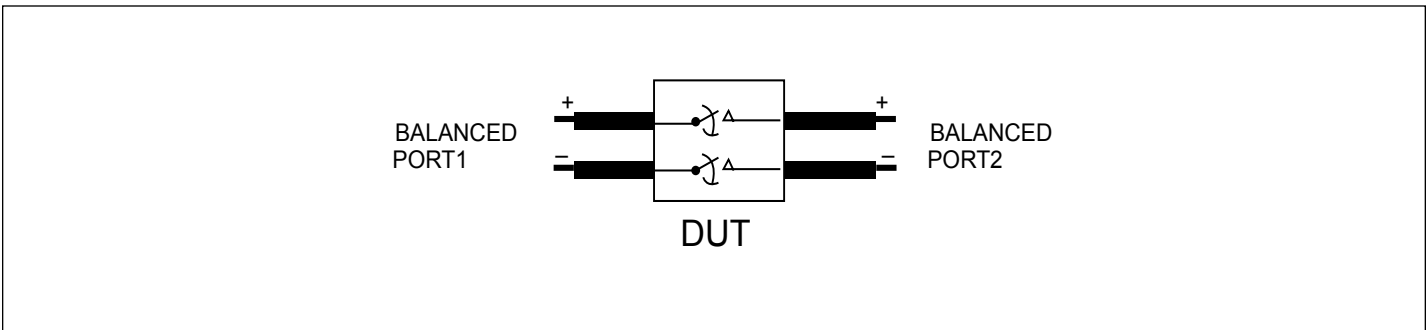 +
+
BALANCED
PORT1
BALANCED
PORT2
–
–
DUT